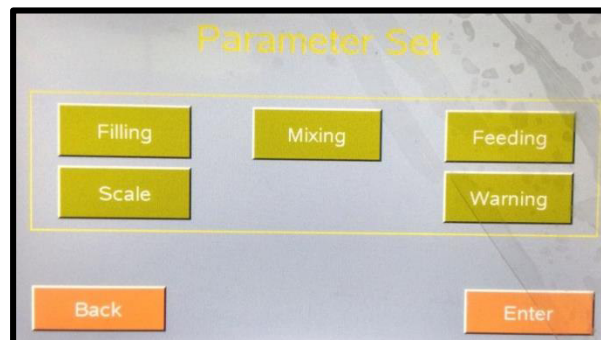 Parameter Set
Filling Mixing Feeding
Scale Warning
Back Enter